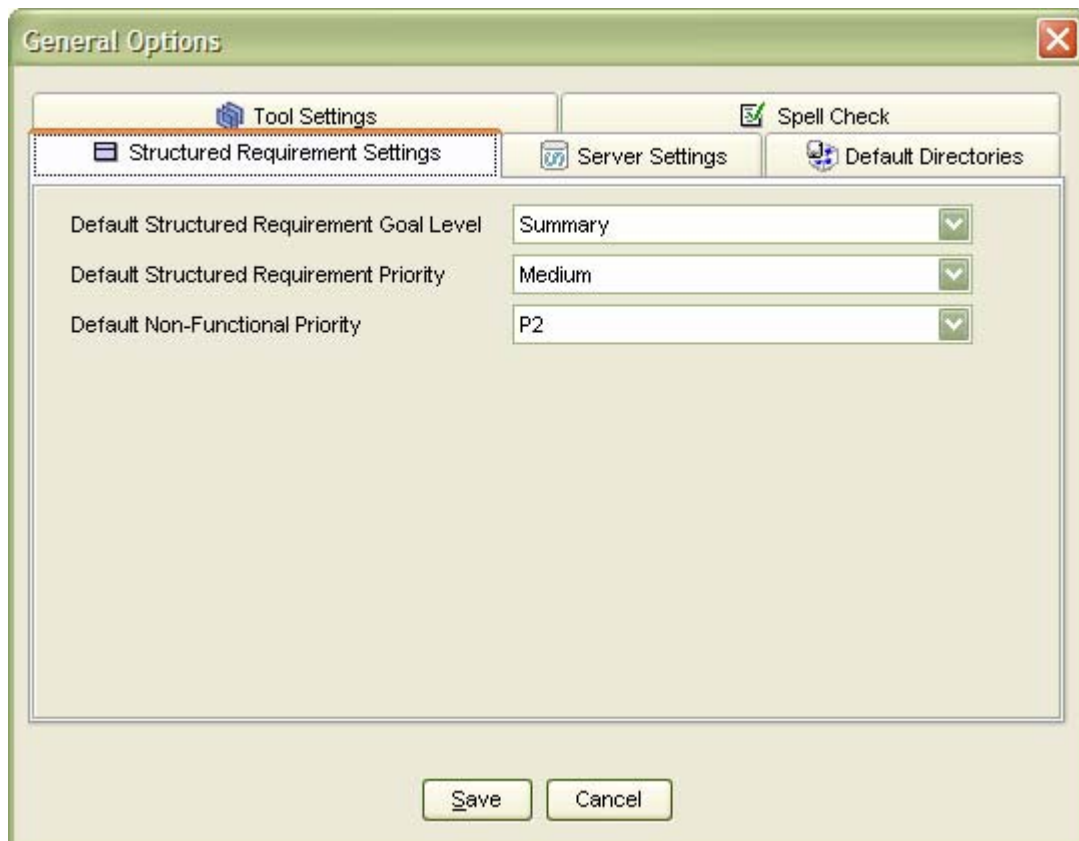 General Options
Tool Settings
Spell Check
Structured Requirement Settings
Server Settings
Default Directories
Default Structured Requirement Goal Level
Summary
Default Structured Requirement Priority
Medium
Default Non-Functional Priority
P2
Save
Cancel